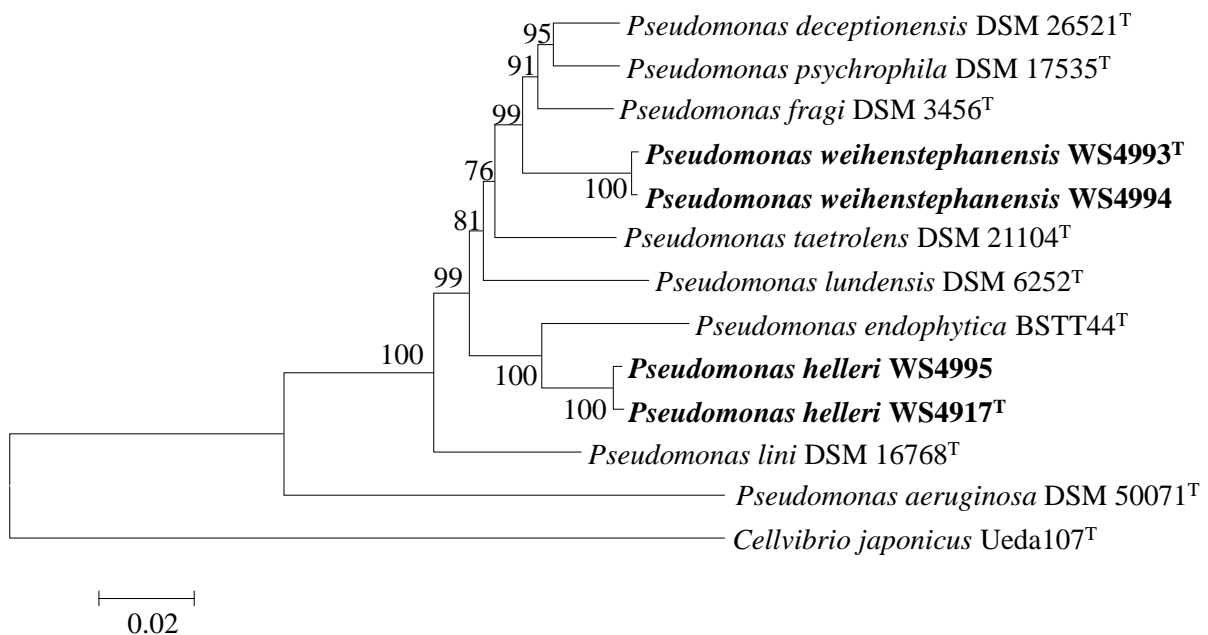 95 Pseudomonas deceptionensis DSM 26521ᵀ
91 Pseudomonas psychrophila DSM 17535ᵀ
99 Pseudomonas fragi DSM 3456ᵀ
Pseudomonas weihenstephanensis WS4993ᵀ
76 100 Pseudomonas weihenstephanensis WS4994
81 Pseudomonas taetrolens DSM 21104ᵀ
99 Pseudomonas lundensis DSM 6252ᵀ
Pseudomonas endophytica BSTT44ᵀ
100 100 Pseudomonas helleri WS4995
100 Pseudomonas helleri WS4917ᵀ
Pseudomonas lini DSM 16768ᵀ
Pseudomonas aeruginosa DSM 50071ᵀ
Cellvibrio japonicus Ueda107ᵀ
0.02